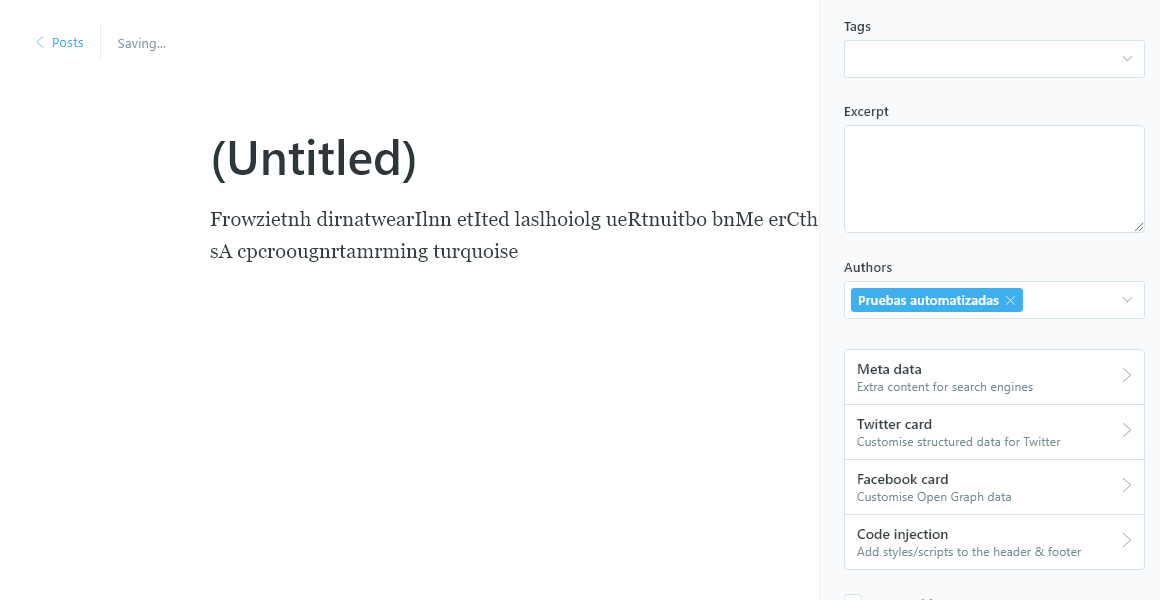 Posts
Saving...
(Untitled)
Frowzietnh dirnatwearIlnn etIted laslhoiolg ueRtnuitbo bnMe erCth
sA cpcroougnrtamrming turquoise
Tags
Excerpt
Authors
Pruebas automatizadas
Meta data
Extra content for search engines
Twitter card
Customise structured data for Twitter
Facebook card
Customise Open Graph data
Code injection
Add styles/scripts to the header & footer